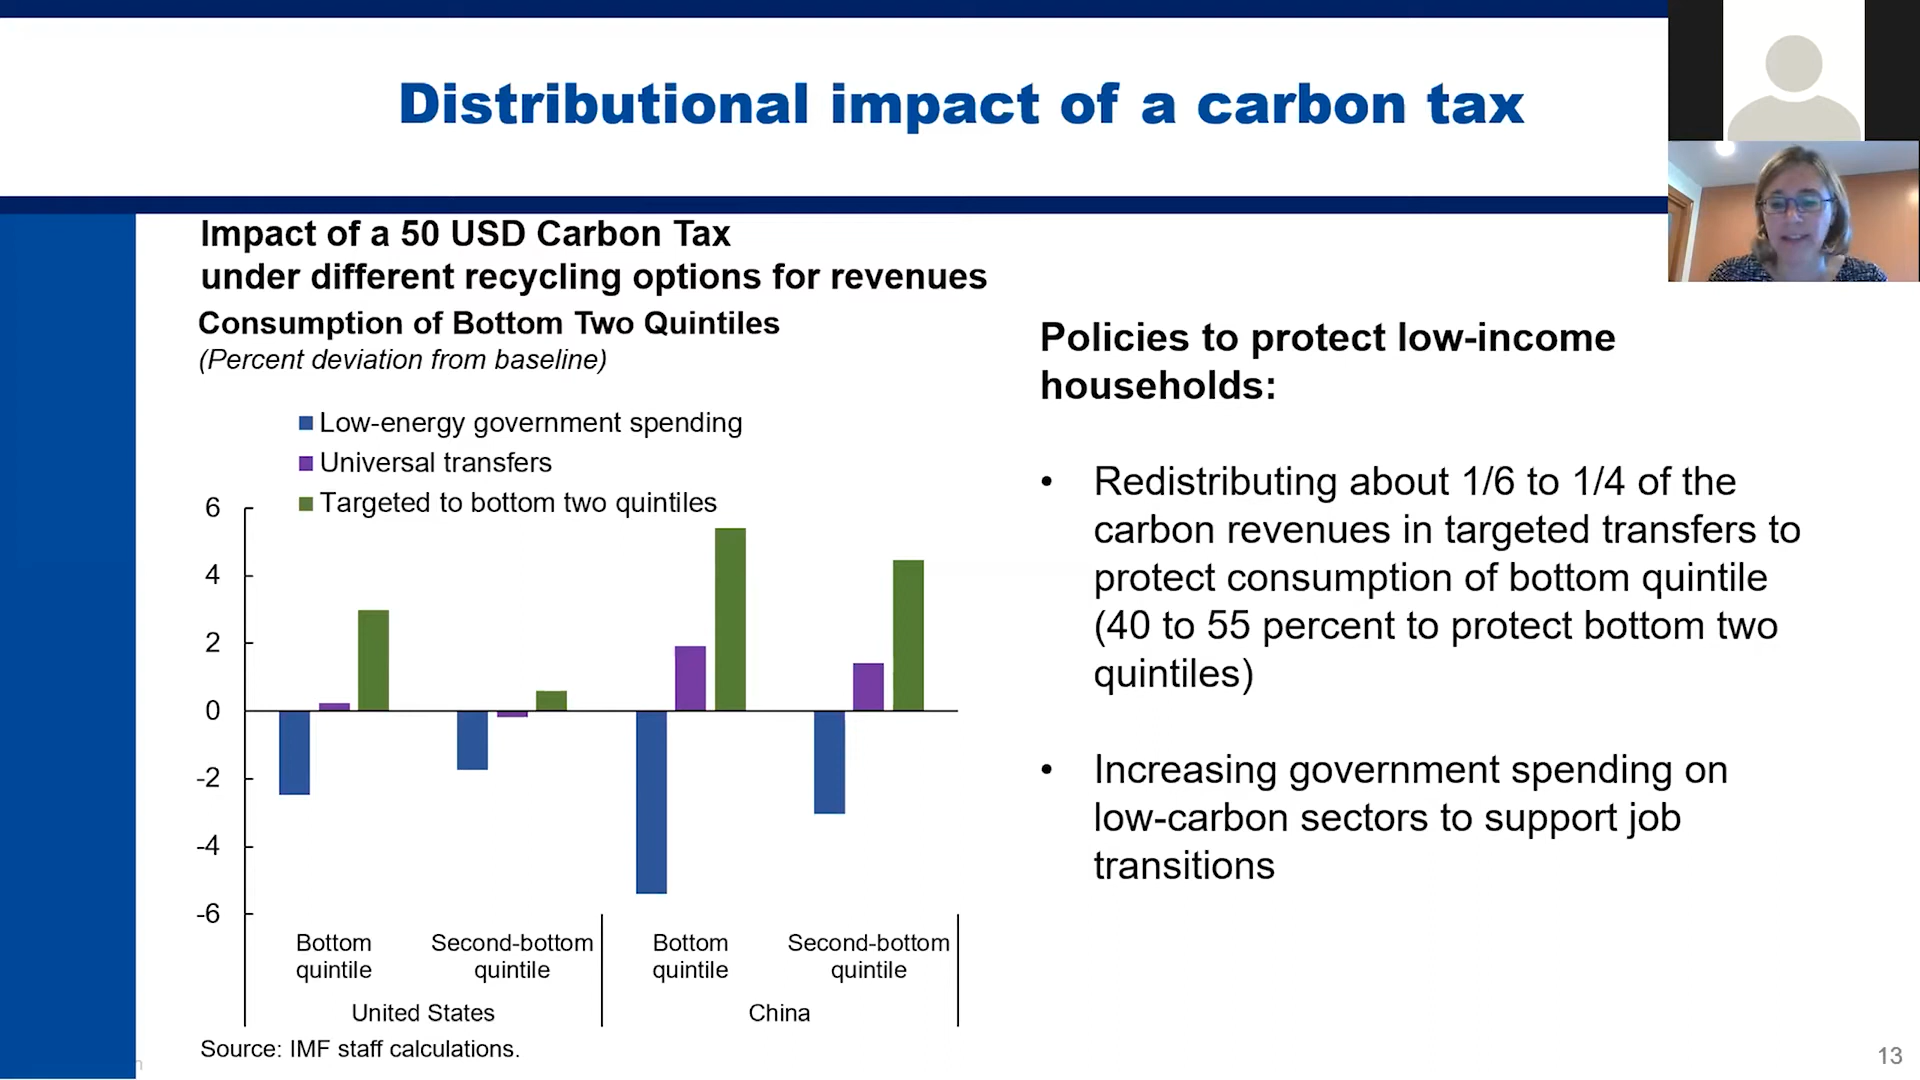 Distributional impact of a carbon tax
Impact of a 50 USD Carbon Tax
under different recycling options for revenues
Consumption of Bottom Two Quintiles
(Percent deviation from baseline)
Low-energy government spending
Universal transfers
Targeted to bottom two quintiles
6
4
2
0
-2
-4
-6
Bottom quintile
Second-bottom quintile
Bottom quintile
Second-bottom quintile
United States
China
Source: IMF staff calculations.
Policies to protect low-income
households:
• Redistributing about 1/6 to 1/4 of the
carbon revenues in targeted transfers to
protect consumption of bottom quintile
(40 to 55 percent to protect bottom two
quintiles)
• Increasing government spending on
low-carbon sectors to support job
transitions
13